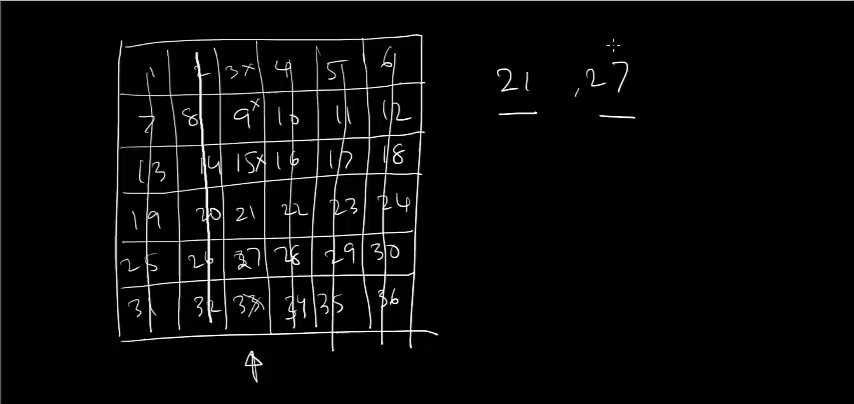 1 2 3x 4 5 6
7 8 9x 10 11 12
13 14 15x 16 17 18
19 20 21 22 23 24
25 26 27 28 29 30
31 32 33x 34 35 36
21 , 27